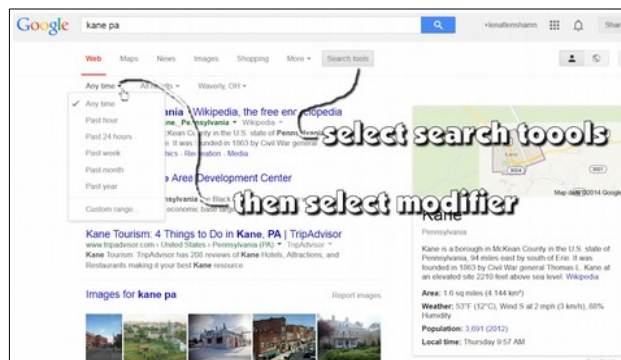 Google kane pa +lenatlenshamn Shar
Web Maps News Images Shopping More Search tools
Any time Waverly, OH
Any time
Past hour
Past 24 hours
Past week
Past month
Past year
Custom range...
Wikipedia, the free encyclopedia
Wikipedia
McKean County in the U.S. state of
It was founded in 1863 by Civil War general
Recreation - Media
select search toools
Area Development Center
the Black
economic base
then select modifier
Kane Tourism: 4 Things to Do in Kane, PA | TripAdvisor
www.tripadvisor.com › United States › Pennsylvania (PA) TripAdvisor
Kane Tourism: TripAdvisor has 208 reviews of Kane Hotels, Attractions, and
Restaurants making it your best Kane resource.
Images for kane pa Report images
Map data ©2014 Google
Kane
Pennsylvania
Kane is a borough in McKean County in the U.S. state of
Pennsylvania, 94 miles east by south of Erie. It was
founded in 1863 by Civil War general Thomas L. Kane at
an elevated site 2210 feet above sea level. Wikipedia
Area: 1.6 sq miles (4.144 km²)
Weather: 53°F (12°C), Wind S at 2 mph (3 km/h), 88%
Humidity
Population: 3,691 (2012)
Local time: Thursday 9:57 AM